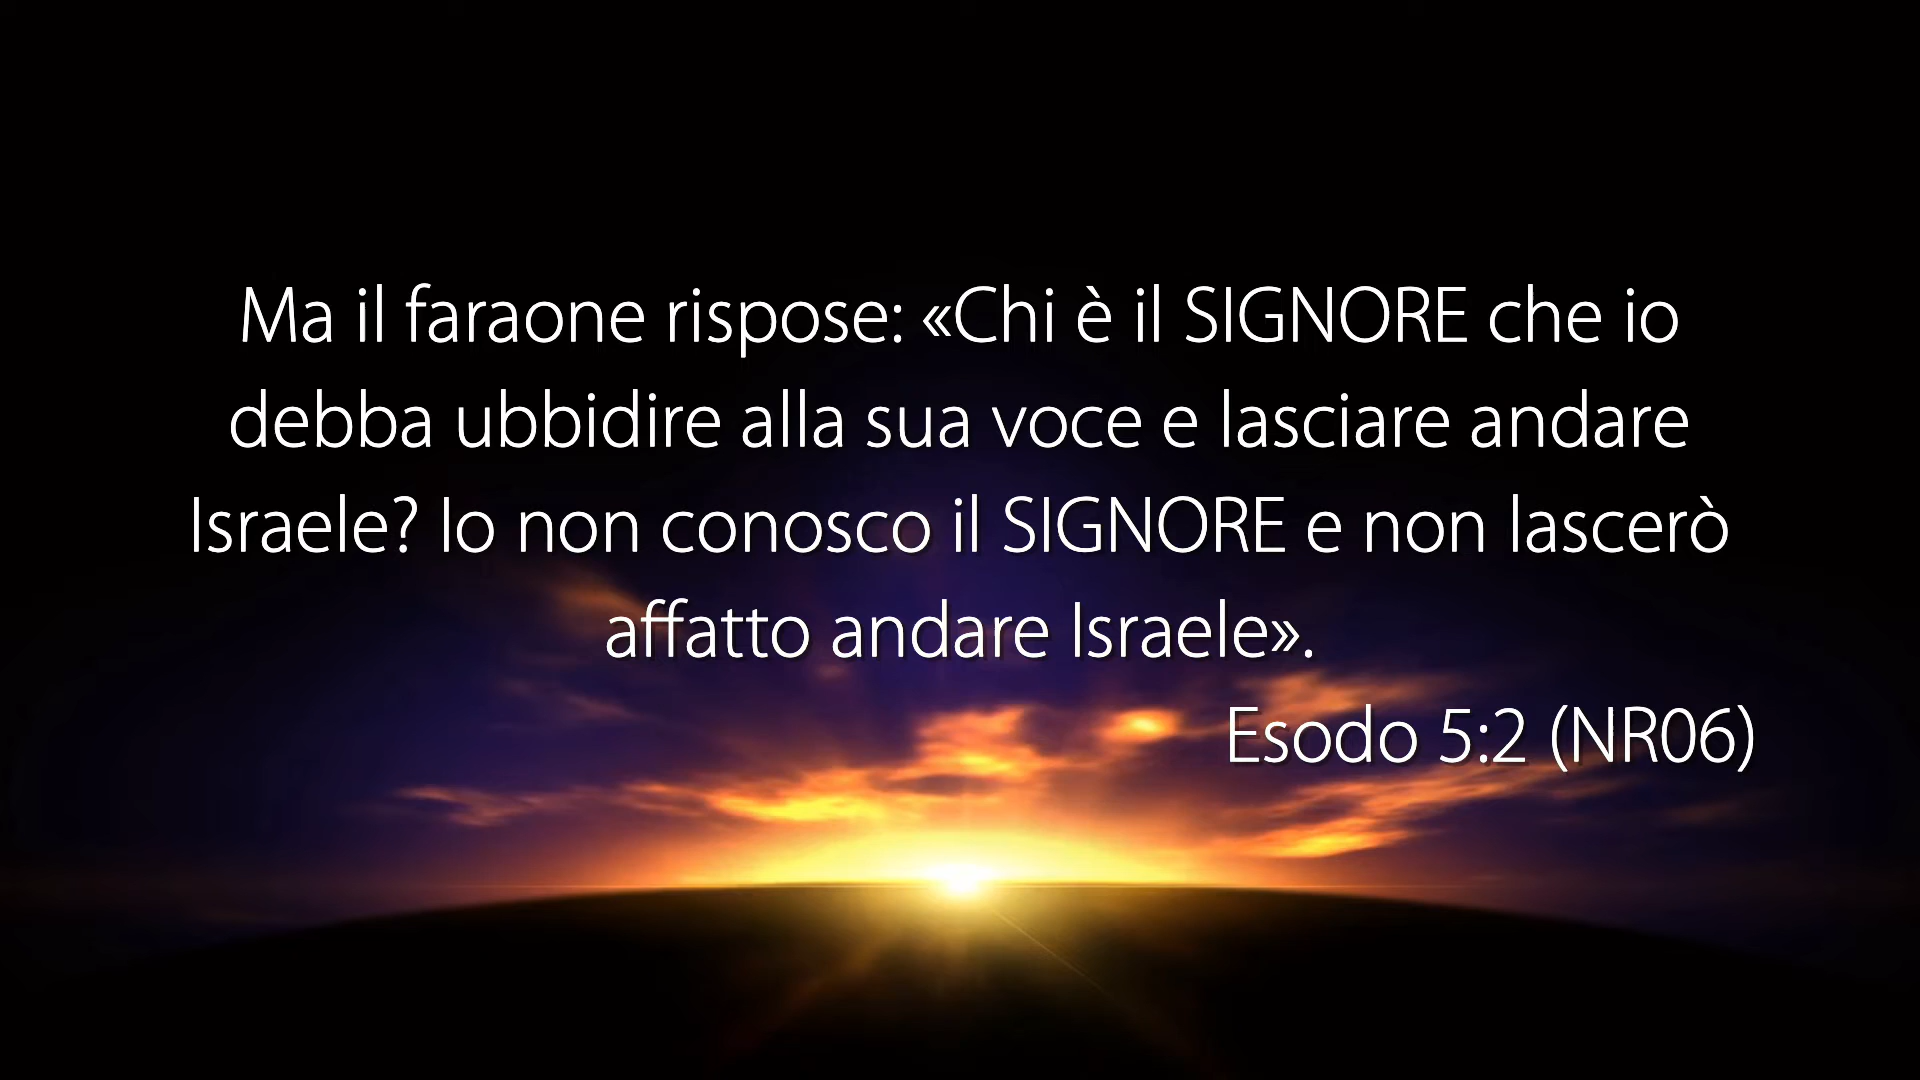 Ma il faraone rispose: «Chi è il SIGNORE che io
debba ubbidire alla sua voce e lasciare andare
Israele? Io non conosco il SIGNORE e non lascerò
affatto andare Israele».
Esodo 5:2 (NR06)